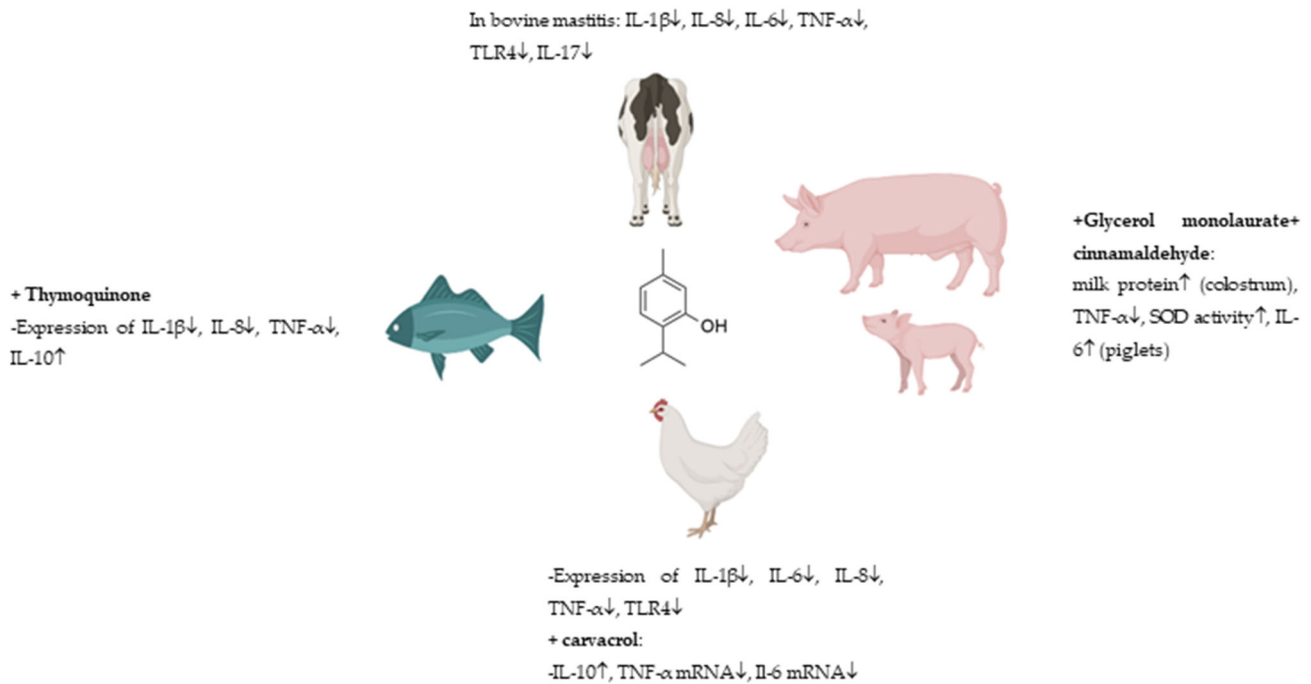 In bovine mastitis: IL-1β↓, IL-8↓, IL-6↓, TNF-α↓,
TLR4↓, IL-17↓
+Glycerol monolaurate+
cinnamaldehyde:
milk protein↑ (colostrum),
TNF-α↓, SOD activity↑, IL-
6↑ (piglets)
+ Thymoquinone
-Expression of IL-1β↓, IL-8↓, TNF-α↓,
IL-10↑
OH
-Expression of IL-1β↓, IL-6↓, IL-8↓,
TNF-α↓, TLR4↓
+ carvacrol:
-IL-10↑, TNF-α mRNA↓, Il-6 mRNA↓